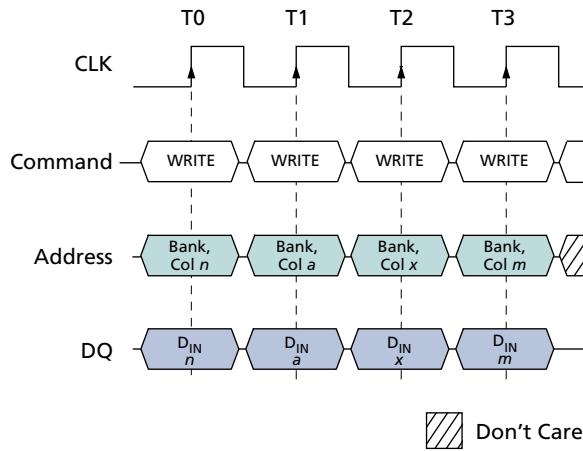 T0 T1 T2 T3
CLK
Command WRITE WRITE WRITE WRITE
Address Bank, Col n Bank, Col a Bank, Col x Bank, Col m
DQ DIN n DIN a DIN x DIN m
Don't Care